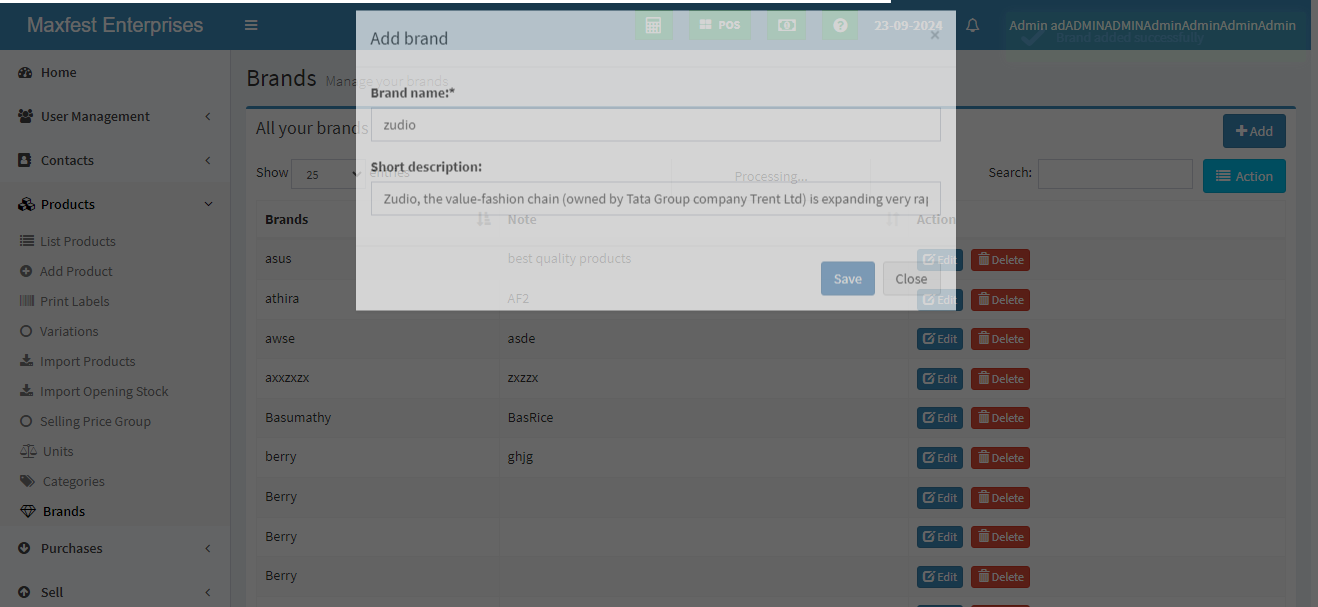 Maxfest Enterprises
POS
23-09-2024
Admin adADMINADMINAdminAdminAdminAdmin
Brand added successfully
Add brand
×
Home
Brands Manage your brands
Brand name:*
User Management
All your brands
zudio
Add
Contacts
Short description:
Show 25 entries
Processing...
Search:
Action
Products
Zudio, the value-fashion chain (owned by Tata Group company Trent Ltd) is expanding very rap
Brands Note Action
List Products
asus best quality products Edit Delete
Add Product
Save Close
Print Labels
athira AF2 Edit Delete
Variations
awse asde Edit Delete
Import Products
axxzxzx zxzzx Edit Delete
Import Opening Stock
Selling Price Group
Basumathy BasRice Edit Delete
Units
berry ghjg Edit Delete
Categories
Berry Edit Delete
Brands
Berry Edit Delete
Purchases
Berry Edit Delete
Sell